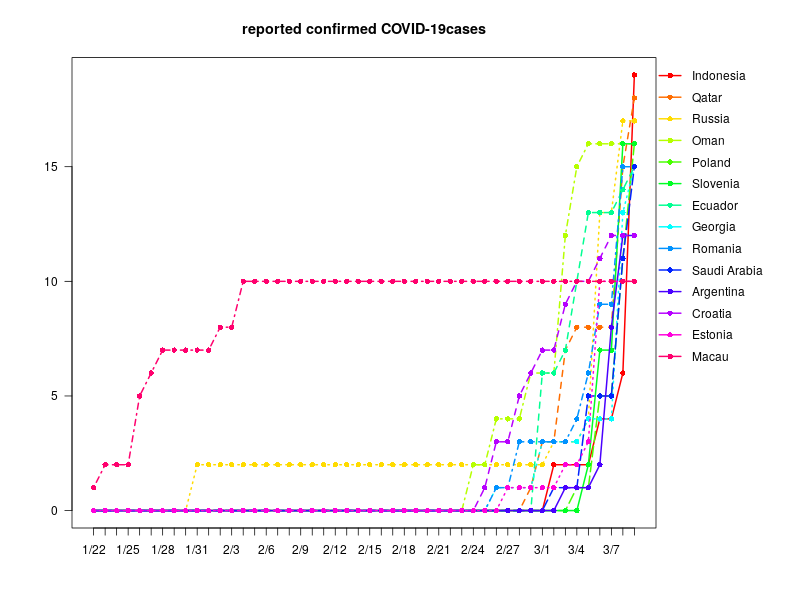 reported confirmed COVID-19cases
Indonesia
Qatar
Russia
Oman
Poland
Slovenia
Ecuador
Georgia
Romania
Saudi Arabia
Argentina
Croatia
Estonia
Macau
15
10
5
0
1/22 1/25 1/28 1/31 2/3 2/6 2/9 2/12 2/15 2/18 2/21 2/24 2/27 3/1 3/4 3/7